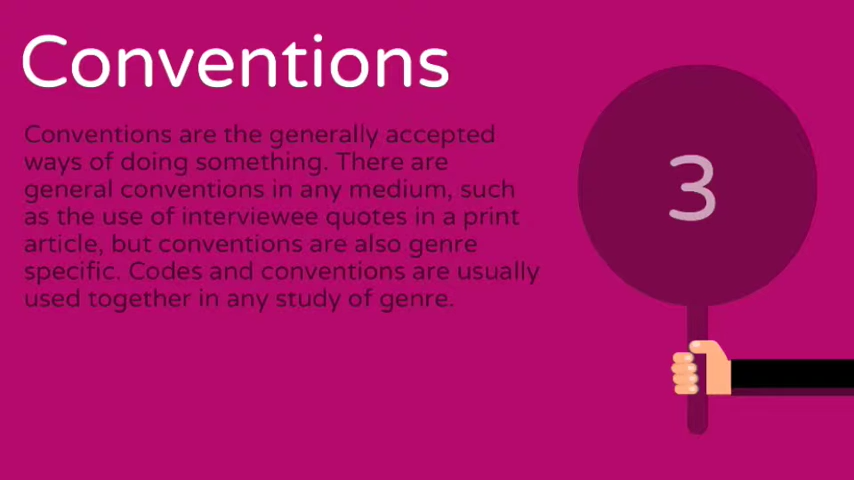 Conventions
Conventions are the generally accepted
ways of doing something. There are
general conventions in any medium, such
as the use of interviewee quotes in a print
article, but conventions are also genre
specific. Codes and conventions are usually
used together in any study of genre.
3